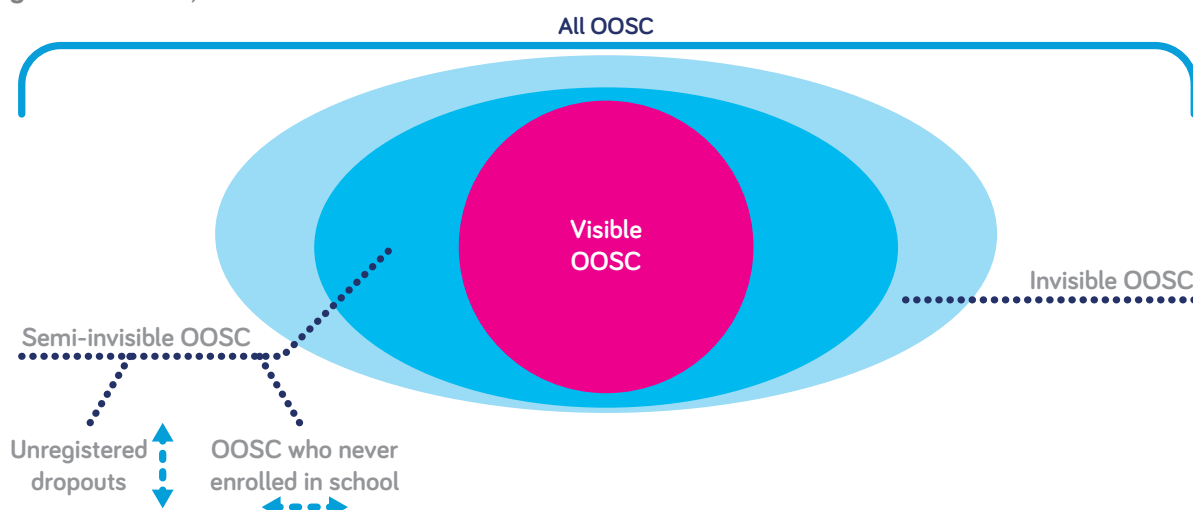 All OOSC
Visible
OOSC
Invisible OOSC
Semi-invisible OOSC
Unregistered
dropouts
OOSC who never
enrolled in school